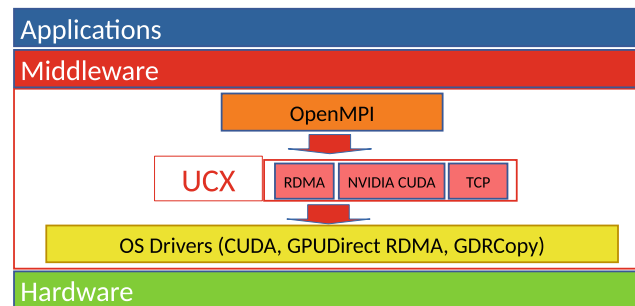 Applications
Middleware
OpenMPI
UCX
RDMA
NVIDIA CUDA
TCP
OS Drivers (CUDA, GPUDirect RDMA, GDRCopy)
Hardware